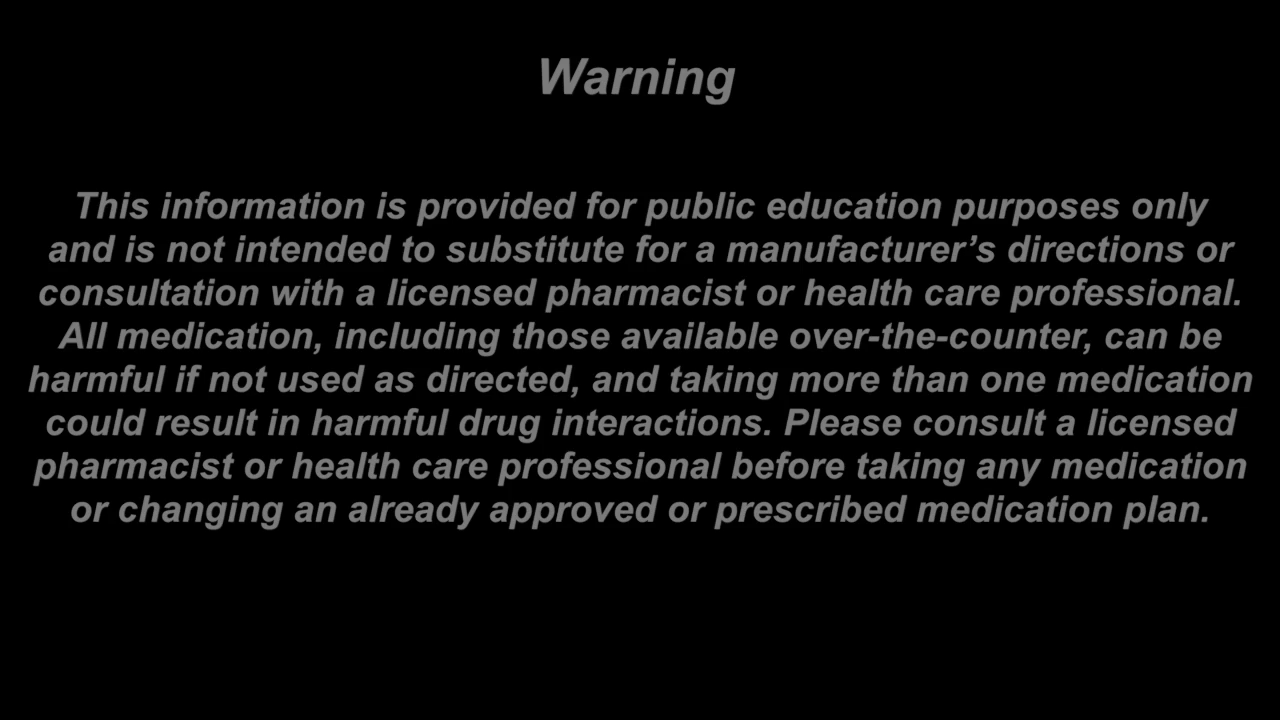 Warning
This information is provided for public education purposes only
and is not intended to substitute for a manufacturer’s directions or
consultation with a licensed pharmacist or health care professional.
All medication, including those available over-the-counter, can be
harmful if not used as directed, and taking more than one medication
could result in harmful drug interactions. Please consult a licensed
pharmacist or health care professional before taking any medication
or changing an already approved or prescribed medication plan.